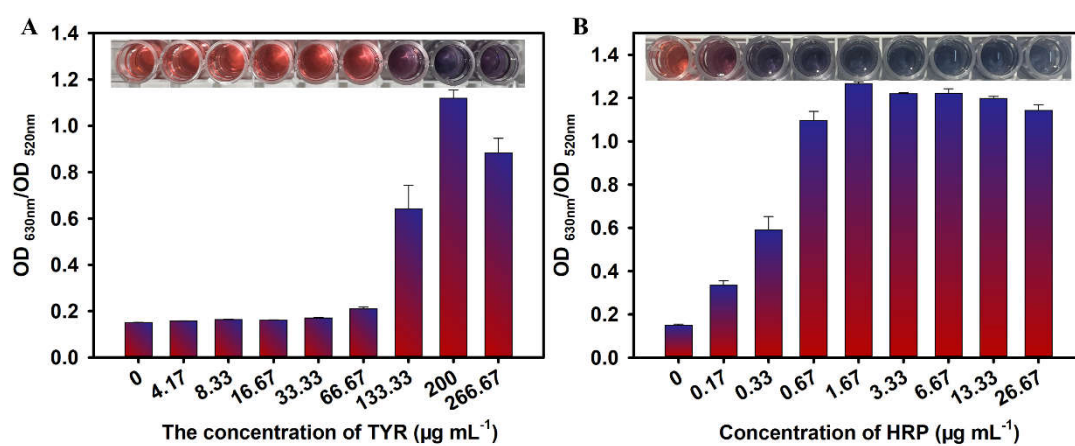 A
OD 630nm/OD 520nm
1.4
1.2
1.0
0.8
0.6
0.4
0.2
0.0
0 4.17 8.33 16.67 33.33 66.67 133.33 200 266.67
The concentration of TYR (µg mL⁻¹)
B
OD 630nm/OD 520nm
1.4
1.2
1.0
0.8
0.6
0.4
0.2
0.0
0 0.17 0.33 0.67 1.67 3.33 6.67 13.33 26.67
Concentration of HRP (µg mL⁻¹)